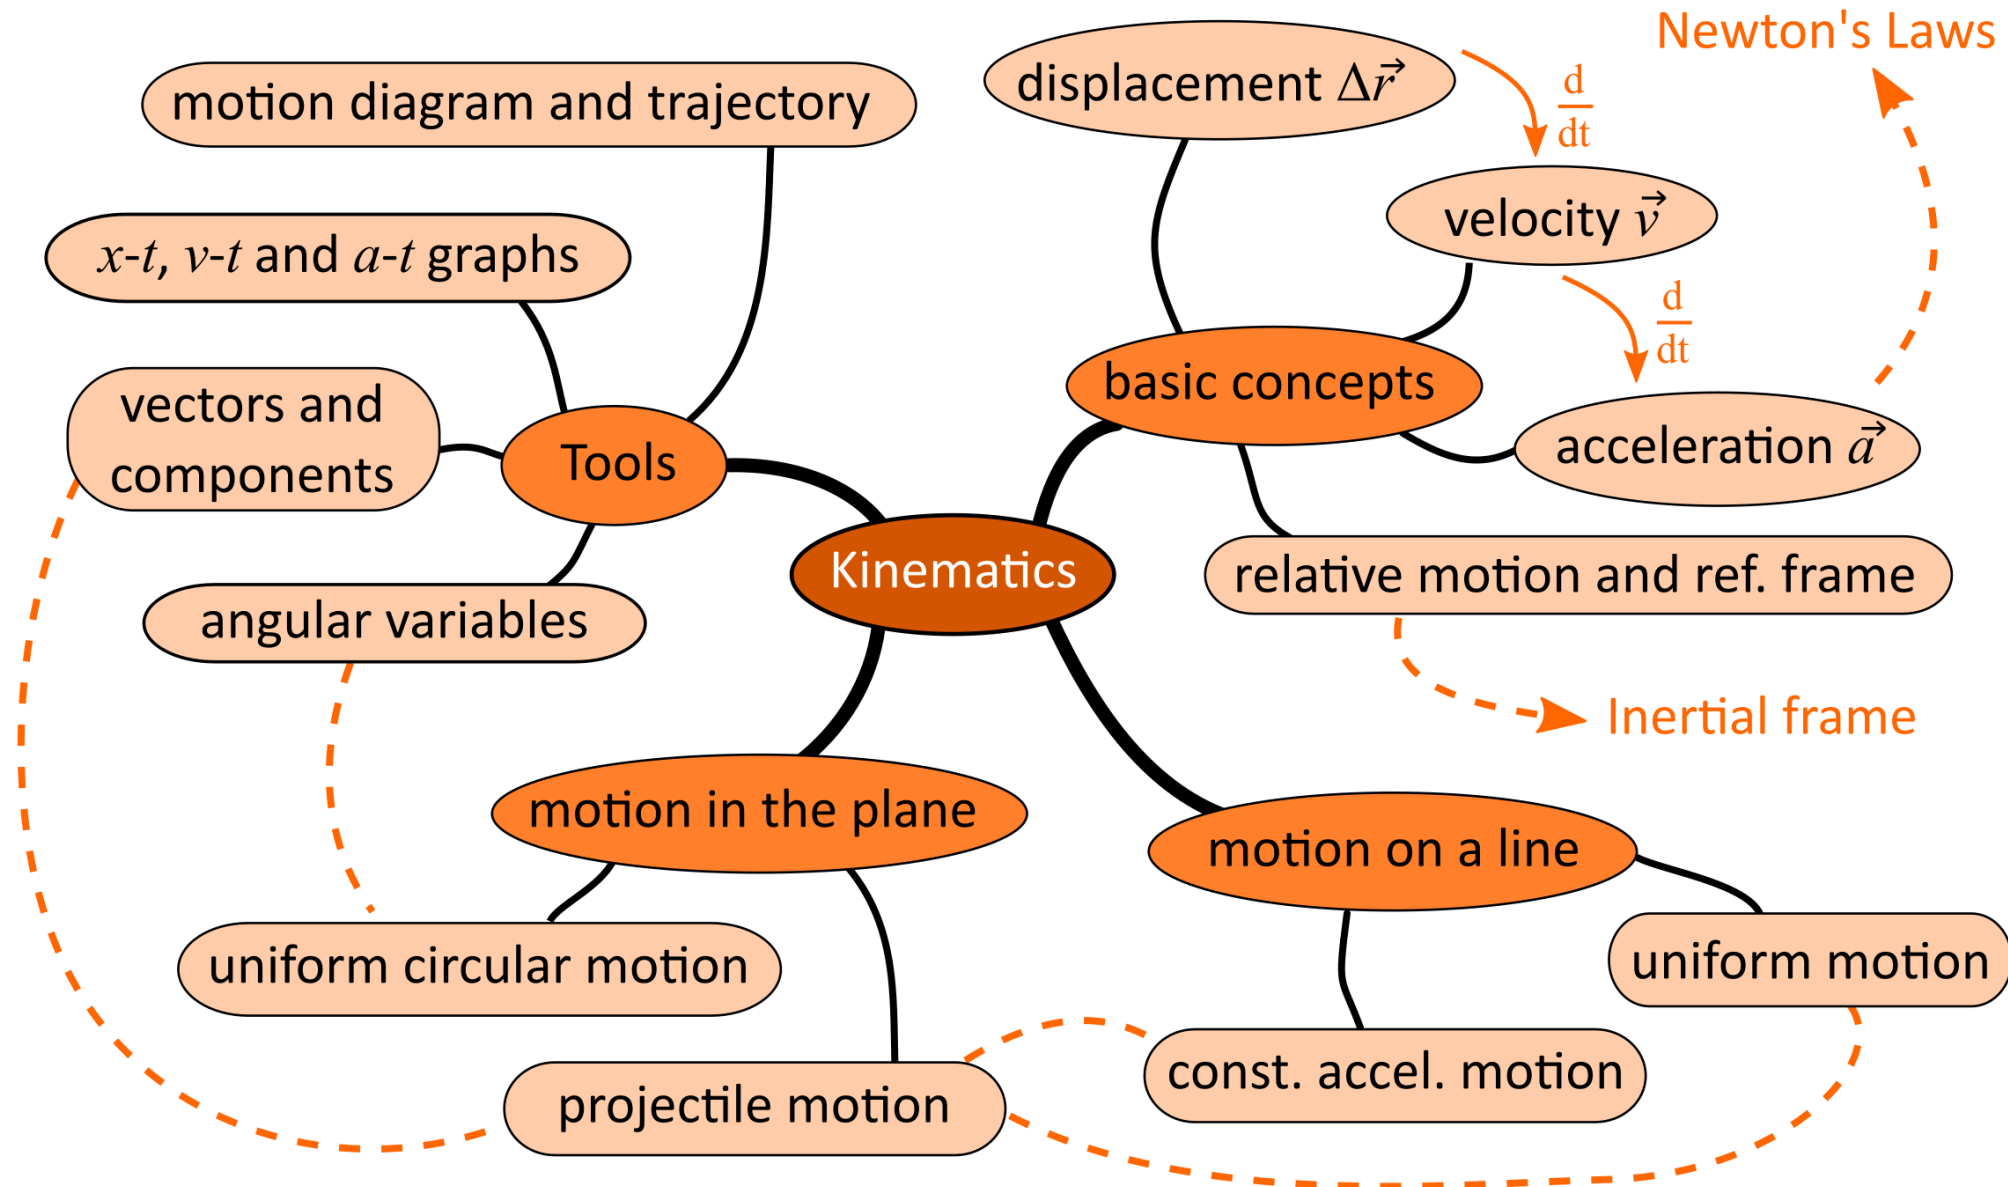 Newton's Laws
displacement Δr⃗
d
dt
motion diagram and trajectory
velocity v⃗
x-t, v-t and a-t graphs
d
dt
basic concepts
vectors and
components
Tools
acceleration a⃗
Kinematics
relative motion and ref. frame
angular variables
Inertial frame
motion in the plane
motion on a line
uniform circular motion
uniform motion
const. accel. motion
projectile motion